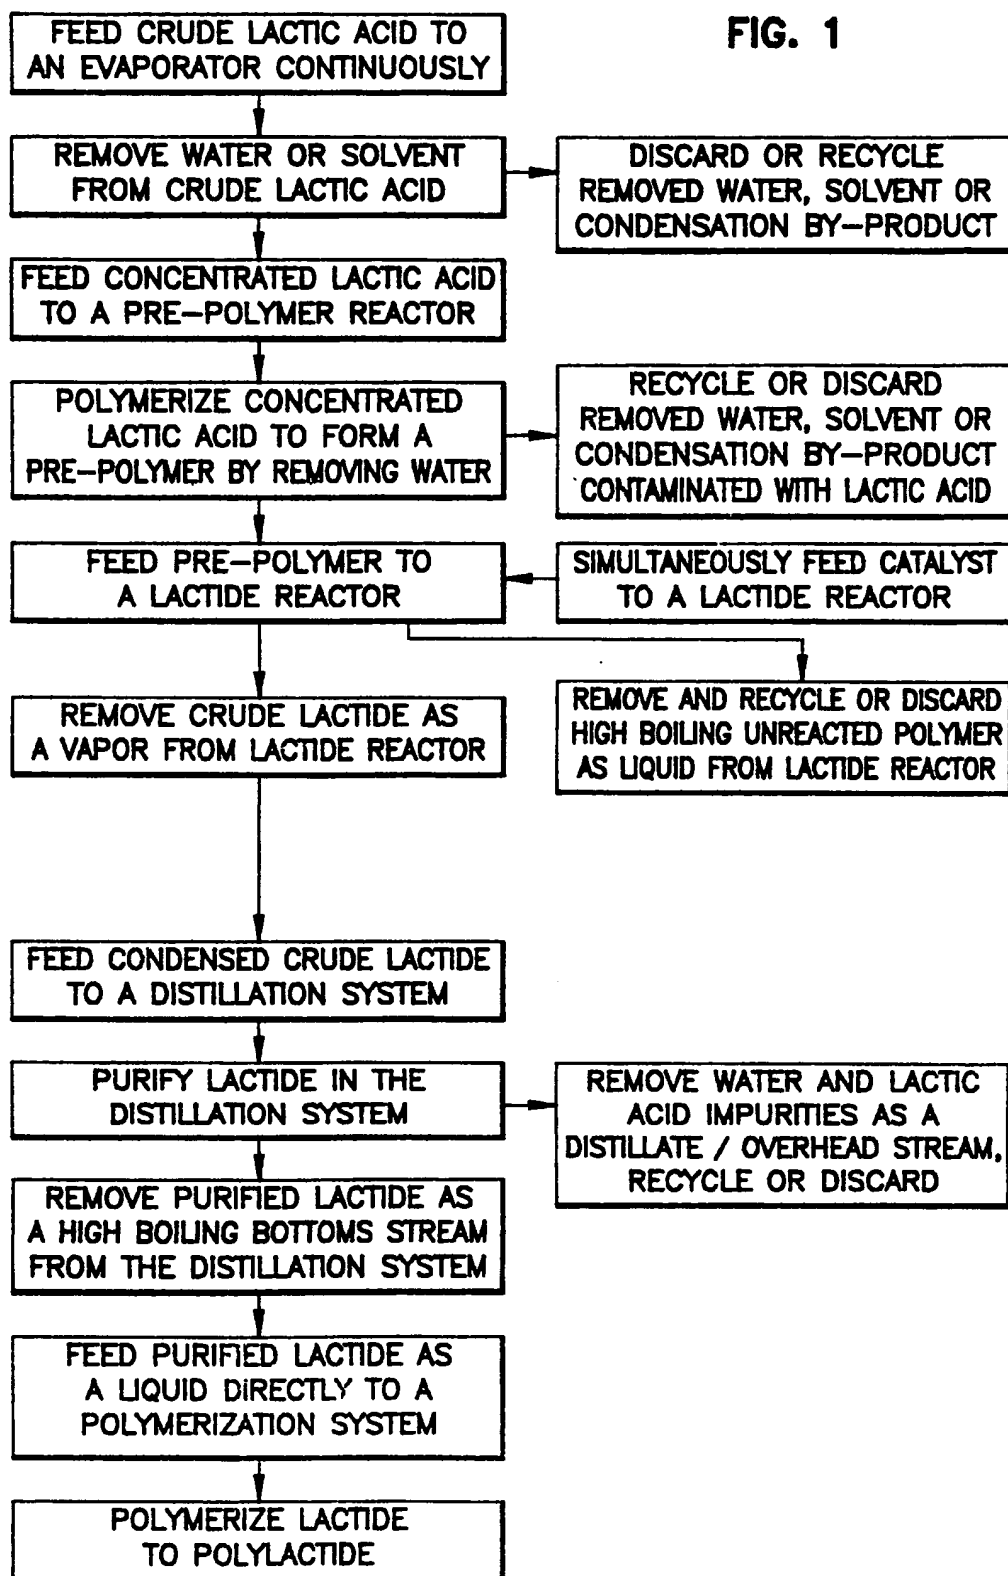 FIG. 1
FEED CRUDE LACTIC ACID TO
AN EVAPORATOR CONTINUOUSLY
REMOVE WATER OR SOLVENT
FROM CRUDE LACTIC ACID
DISCARD OR RECYCLE
REMOVED WATER, SOLVENT OR
CONDENSATION BY-PRODUCT
FEED CONCENTRATED LACTIC ACID
TO A PRE-POLYMER REACTOR
POLYMERIZE CONCENTRATED
LACTIC ACID TO FORM A
PRE-POLYMER BY REMOVING WATER
RECYCLE OR DISCARD
REMOVED WATER, SOLVENT OR
CONDENSATION BY-PRODUCT
CONTAMINATED WITH LACTIC ACID
FEED PRE-POLYMER TO
A LACTIDE REACTOR
SIMULTANEOUSLY FEED CATALYST
TO A LACTIDE REACTOR
REMOVE CRUDE LACTIDE AS
A VAPOR FROM LACTIDE REACTOR
REMOVE AND RECYCLE OR DISCARD
HIGH BOILING UNREACTED POLYMER
AS LIQUID FROM LACTIDE REACTOR
FEED CONDENSED CRUDE LACTIDE
TO A DISTILLATION SYSTEM
PURIFY LACTIDE IN THE
DISTILLATION SYSTEM
REMOVE WATER AND LACTIC
ACID IMPURITIES AS A
DISTILLATE / OVERHEAD STREAM,
RECYCLE OR DISCARD
REMOVE PURIFIED LACTIDE AS
A HIGH BOILING BOTTOMS STREAM
FROM THE DISTILLATION SYSTEM
FEED PURIFIED LACTIDE AS
A LIQUID DIRECTLY TO A
POLYMERIZATION SYSTEM
POLYMERIZE LACTIDE
TO POLYLACTIDE